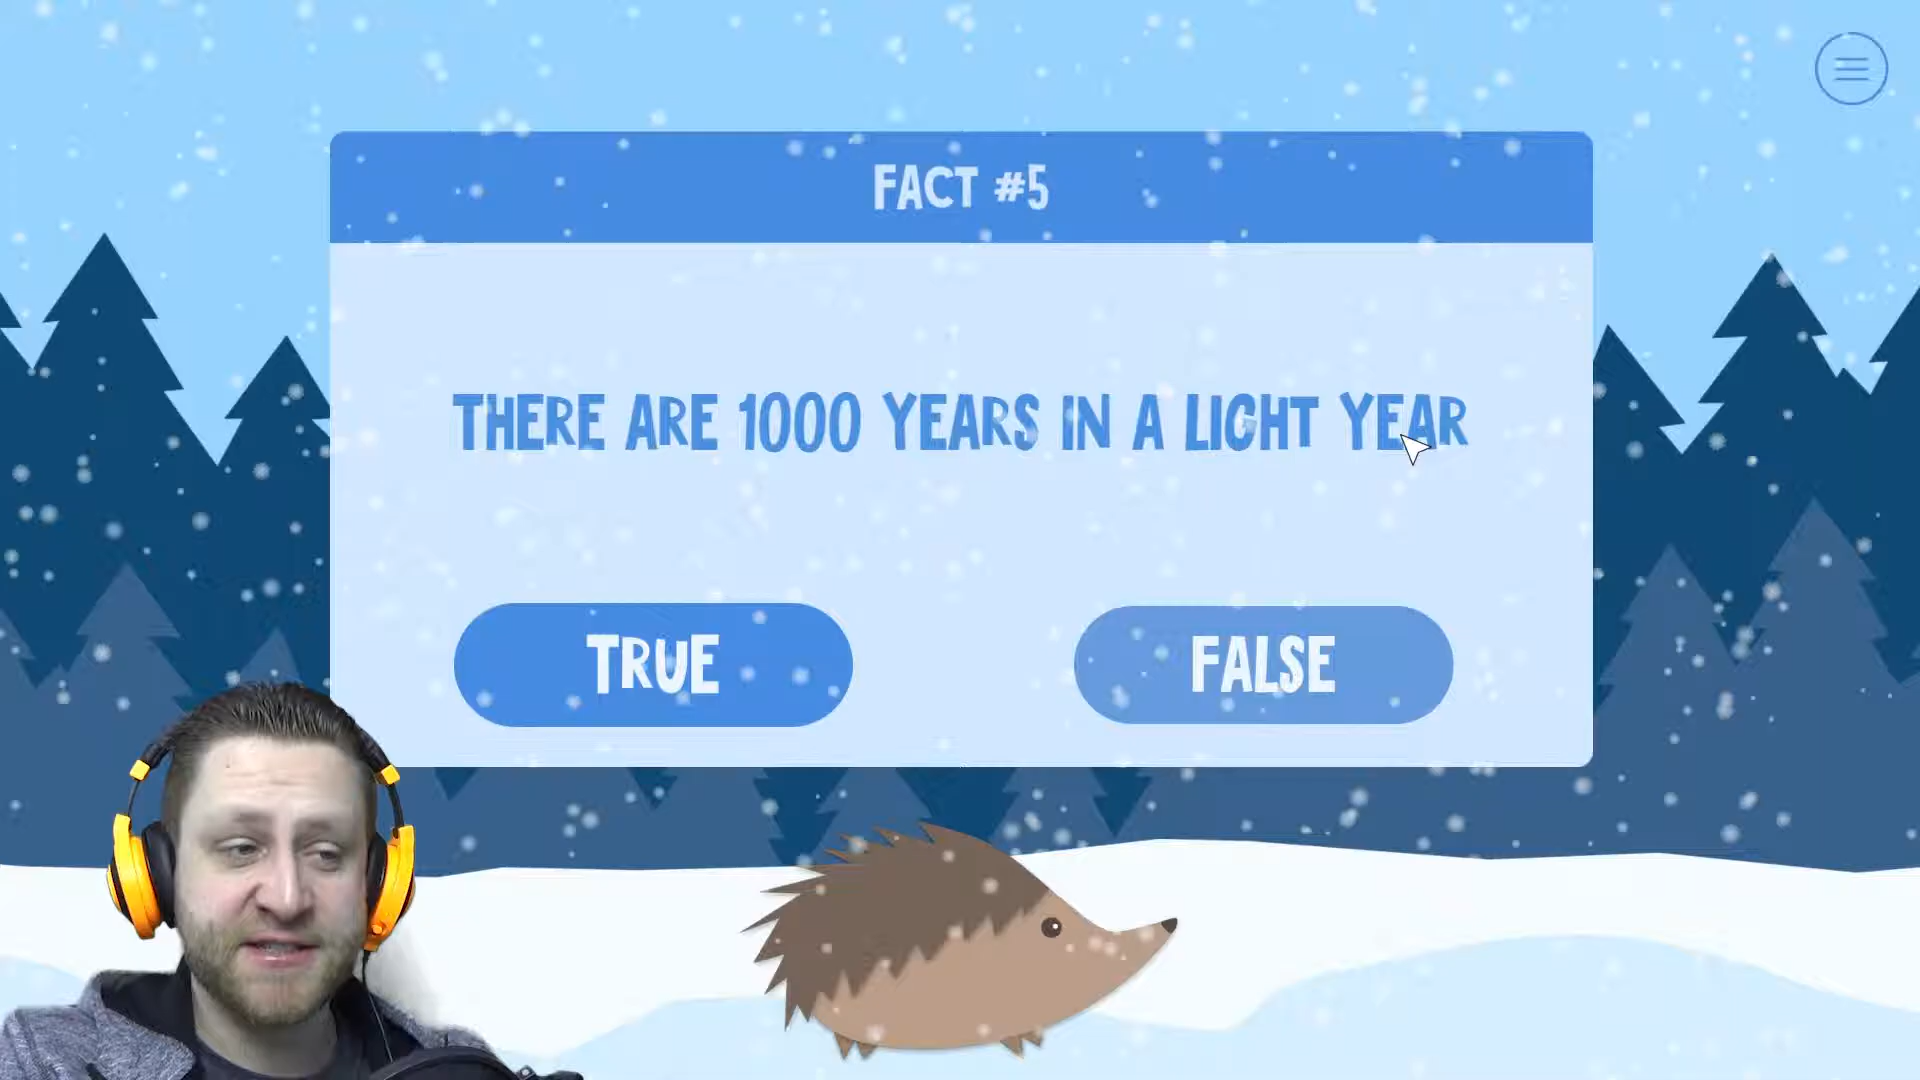 FACT #5
THERE ARE 1000 YEARS IN A LIGHT YEAR
TRUE
FALSE